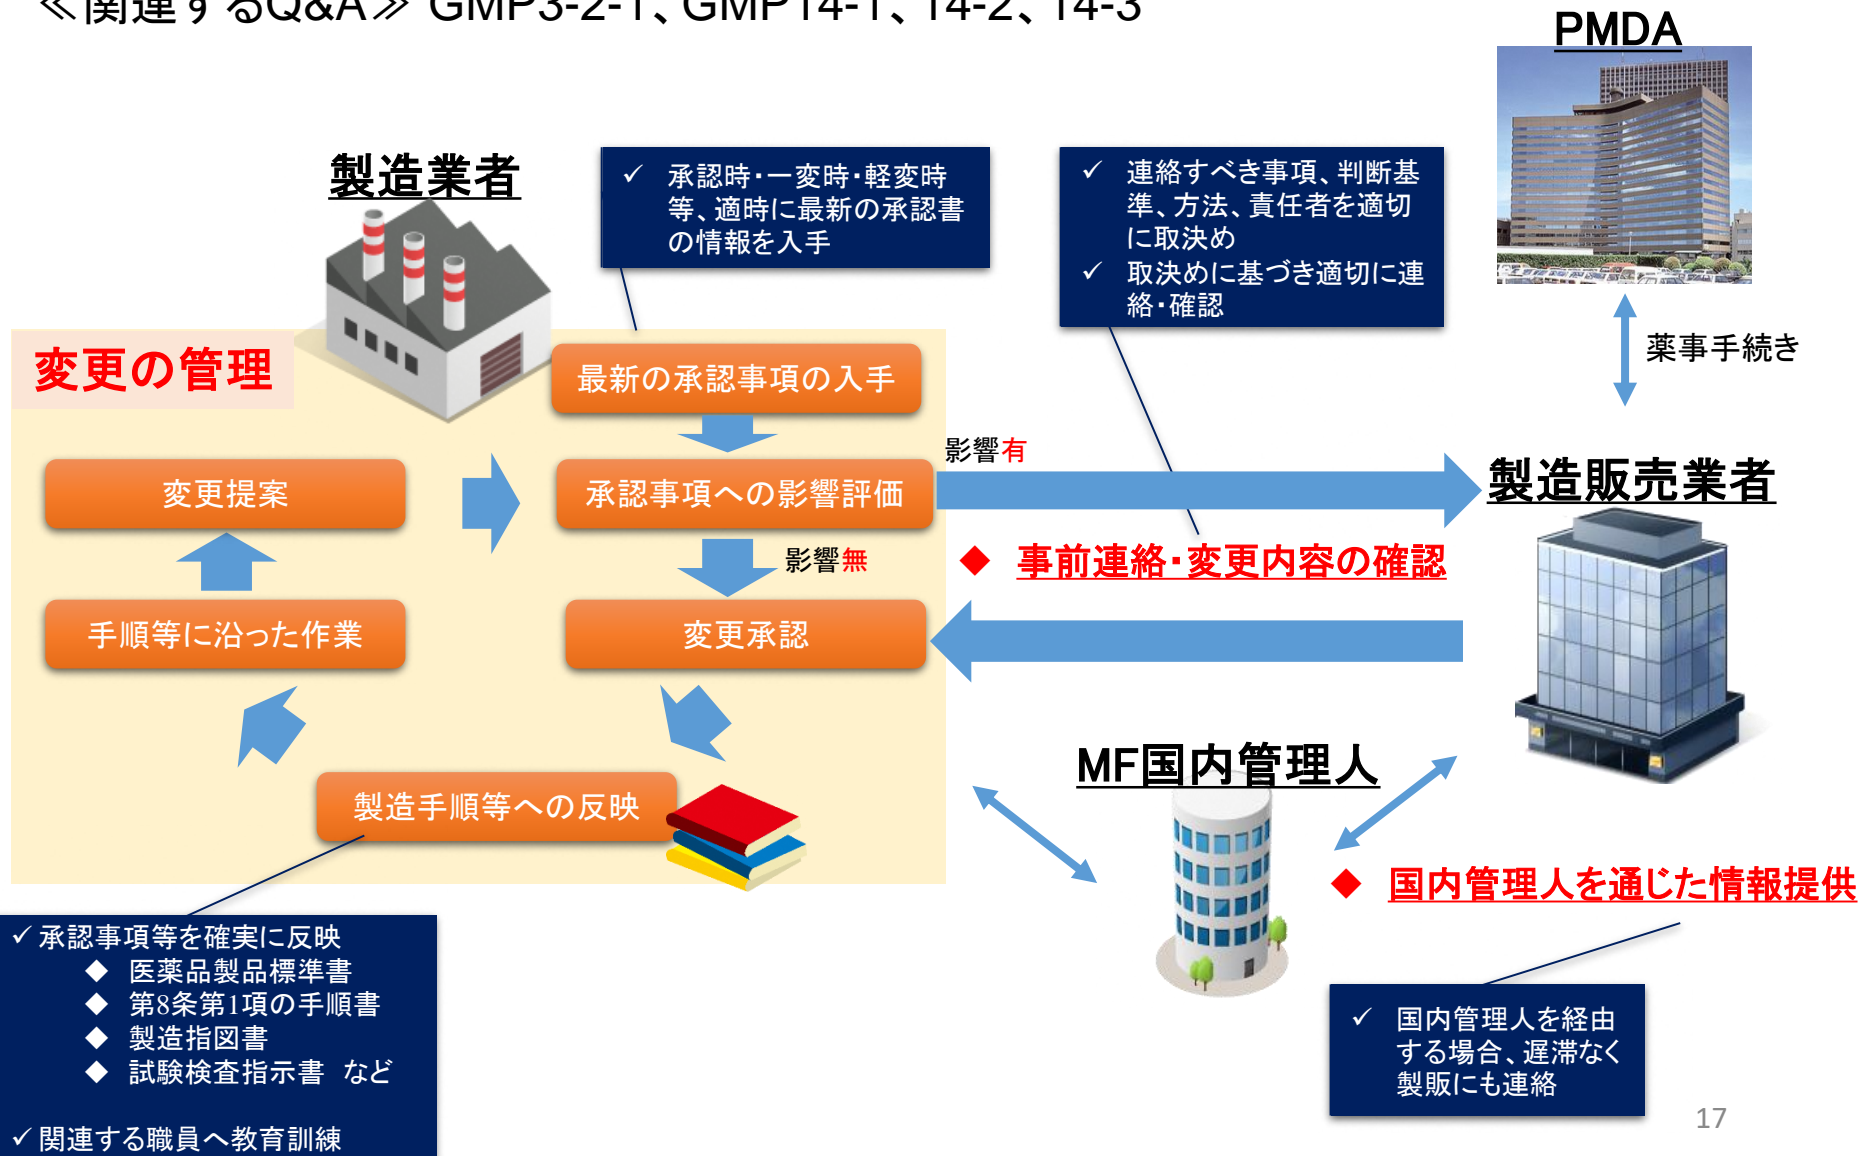 ≪関連するQ&A≫ GMP3-2-1、GMP14-1、14-2、14-3
PMDA
製造業者
✓ 承認時・一変時・軽変時
等、適時に最新の承認書
の情報を入手
✓ 連絡すべき事項、判断基
準、方法、責任者を適切
に取決め
✓ 取決めに基づき適切に連
絡・確認
薬事手続き
変更の管理
最新の承認事項の入手
影響有
変更提案
承認事項への影響評価
製造販売業者
影響無
◆ 事前連絡・変更内容の確認
手順等に沿った作業
変更承認
MF国内管理人
製造手順等への反映
◆ 国内管理人を通じた情報提供
✓ 承認事項等を確実に反映
◆ 医薬品製品標準書
◆ 第8条第1項の手順書
◆ 製造指図書
◆ 試験検査指示書 など
✓ 関連する職員へ教育訓練
✓ 国内管理人を経由
する場合、遅滞なく
製販にも連絡
17